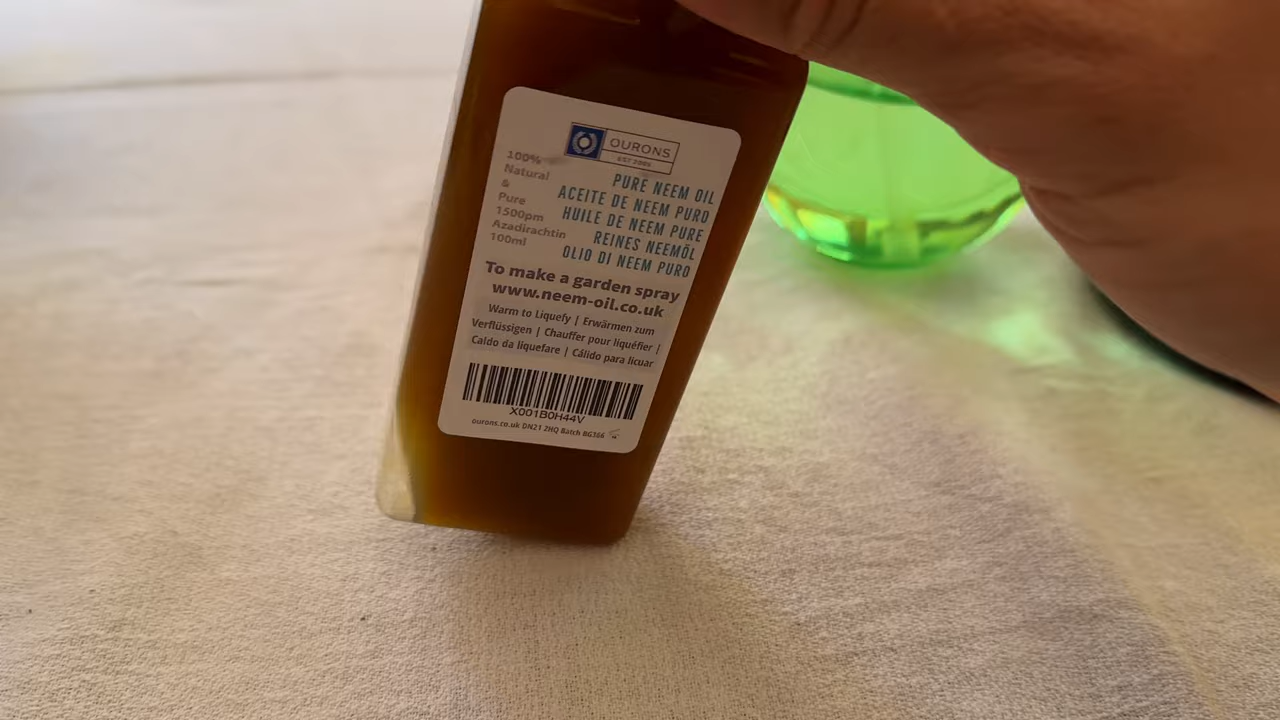 OURONS
EST 2005
100%
Natural
&
Pure
1500pm
Azadirachtin
100ml
PURE NEEM OIL
ACEITE DE NEEM PURO
HUILE DE NEEM PURE
REINES NEEMÖL
OLIO DI NEEM PURO
To make a garden spray
www.neem-oil.co.uk
Warm to Liquefy | Erwärmen zum
Verflüssigen | Chauffer pour liquéfier |
Caldo da liquefare | Cálido para licuar
X001B0H44V
ourons.co.uk DN21 2HQ Batch BG366